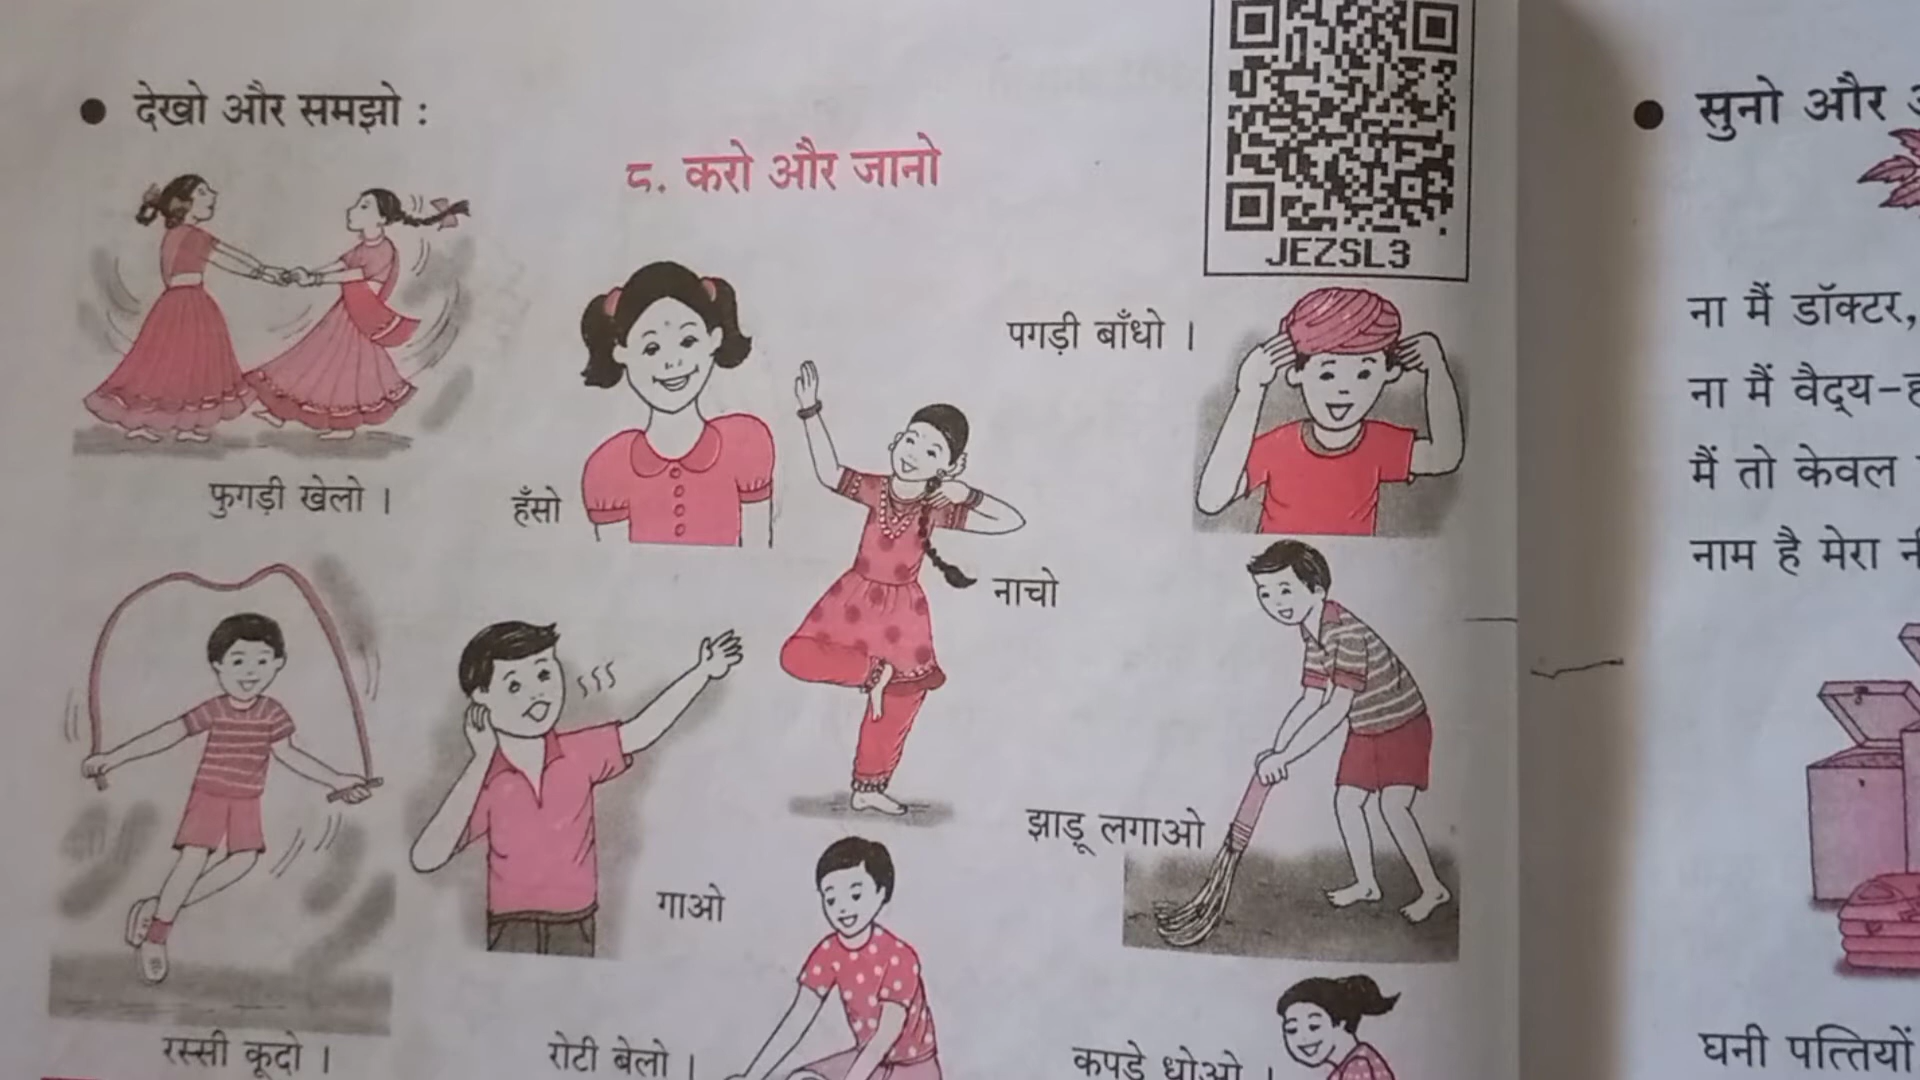 ● देखो और समझो :
८. करो और जानो
JEZSL3
फुगड़ी खेलो ।
हँसो
नाचो
पगड़ी बाँधो ।
रस्सी कूदो ।
गाओ
झाड़ू लगाओ
रोटी बेलो ।
कपड़े धोओ ।
● सुनो और
ना मैं डॉक्टर,
ना मैं वैद्य-
मैं तो केवल
नाम है मेरा
घनी पत्तियों